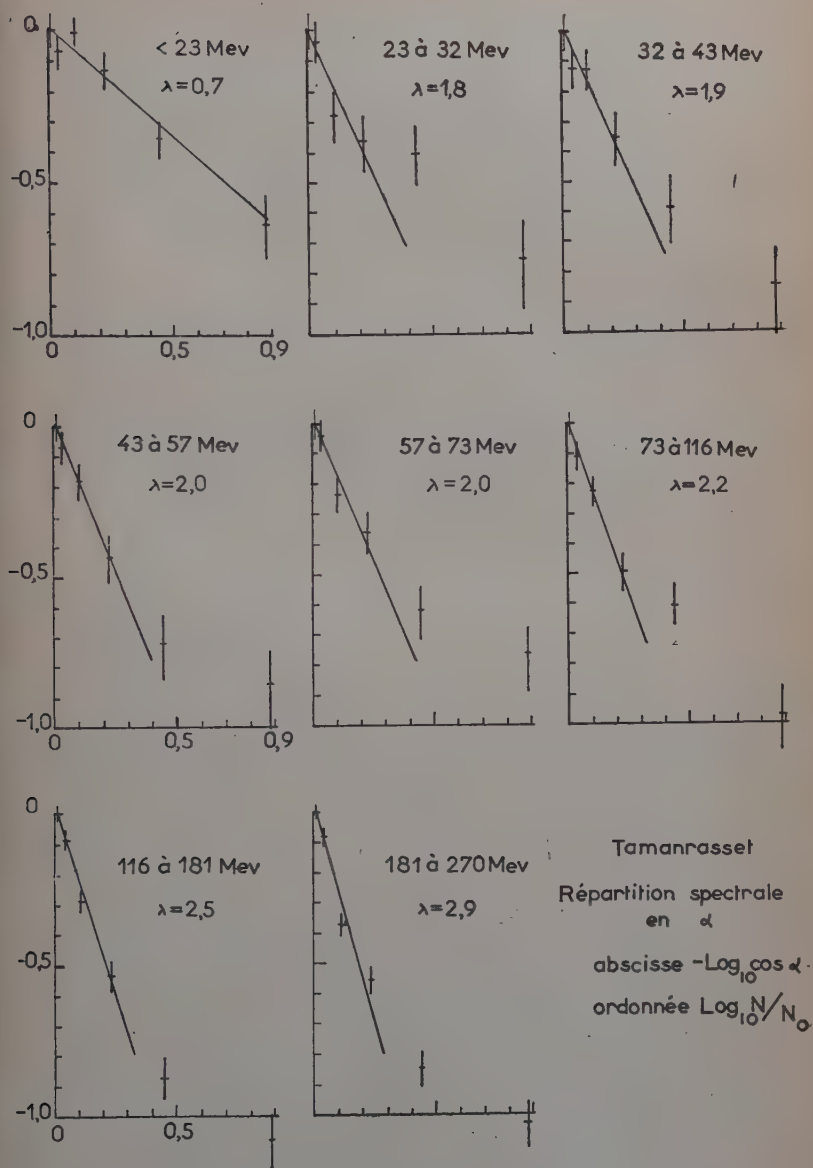 0
-0,5
-1,0
0
0,5
0,9
< 23 Mev
λ=0,7
23 à 32 Mev
λ=1,8
32 à 43 Mev
λ=1,9
0
-0,5
-1,0
0
0,5
0,9
43 à 57 Mev
λ=2,0
57 à 73 Mev
λ=2,0
73 à 116 Mev
λ=2,2
0
-0,5
-1,0
0
0,5
116 à 181 Mev
λ=2,5
181 à 270 Mev
λ=2,9
Tamanrasset
Répartition spectrale
en α
abscisse -Log₁₀cos α
ordonnée Log₁₀N/N₀